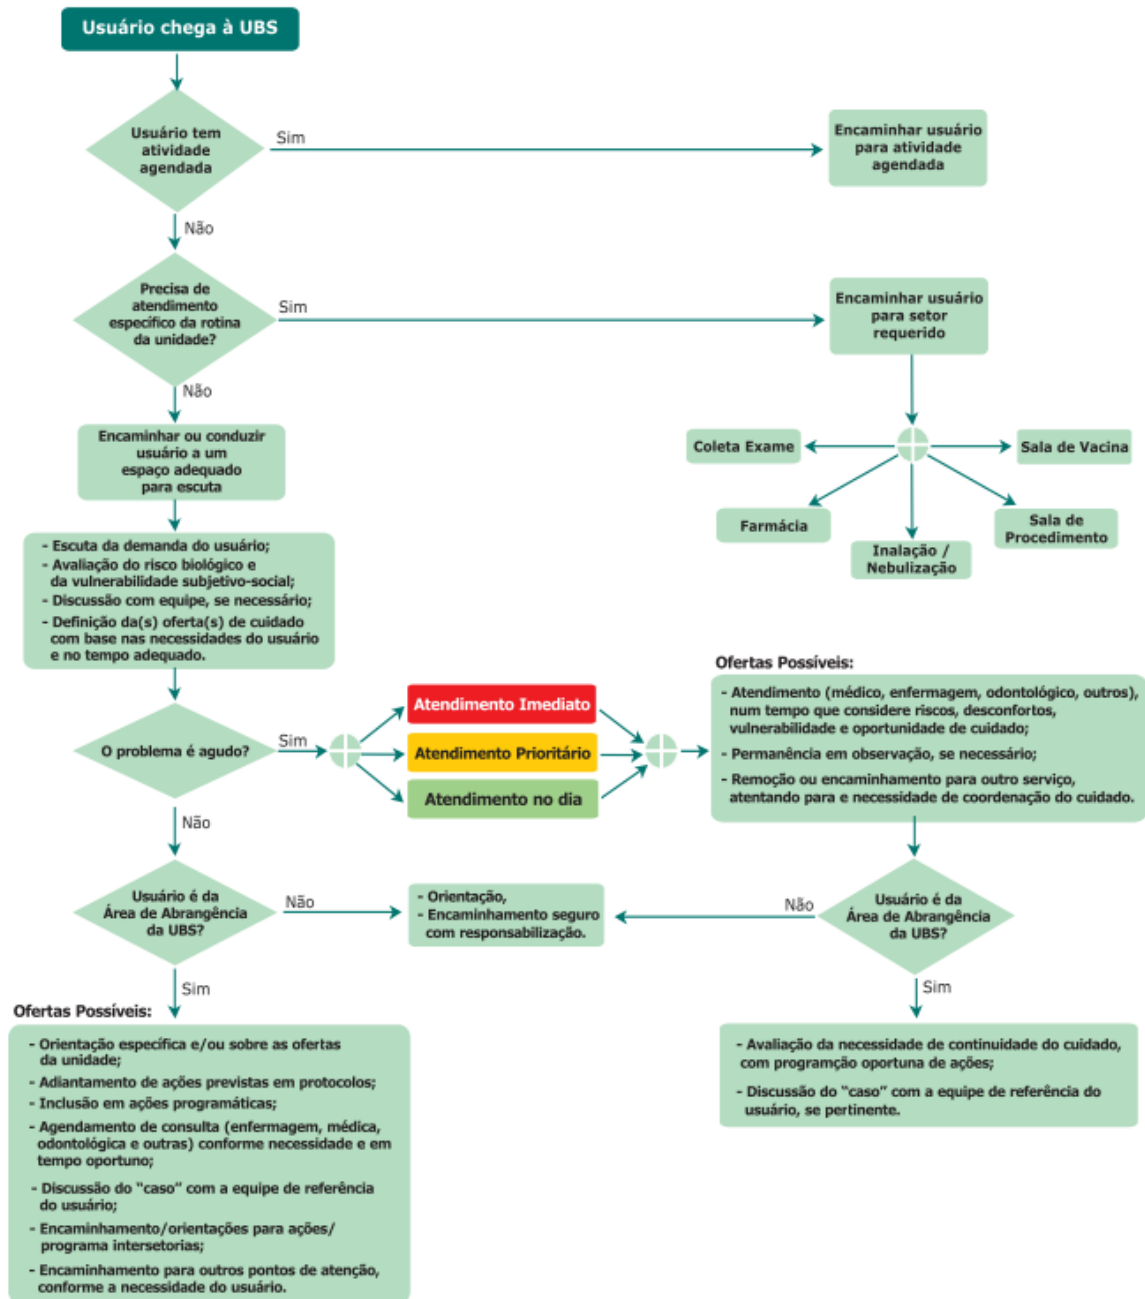 Usuário chega à UBS
Usuário tem
atividade
agendada
Sim
Encaminhar usuário
para atividade
agendada
Não
Precisa de
atendimento
específico da rotina
da unidade?
Sim
Encaminhar usuário
para setor
requerido
Não
Encaminhar ou conduzir
usuário a um
espaço adequado
para escuta
Coleta Exame
Sala de Vacina
Farmácia
Sala de
Procedimento
Inalação /
Nebulização
- Escuta da demanda do usuário;
- Avaliação do risco biológico e
da vulnerabilidade subjetivo-social;
- Discussão com equipe, se necessário;
- Definição da(s) oferta(s) de cuidado
com base nas necessidades do usuário
e no tempo adequado.
O problema é agudo?
Sim
Atendimento Imediato
Atendimento Prioritário
Atendimento no dia
Ofertas Possíveis:
- Atendimento (médico, enfermagem, odontológico, outros),
num tempo que considere riscos, desconfortos,
vulnerabilidade e oportunidade de cuidado;
- Permanência em observação, se necessário;
- Remoção ou encaminhamento para outro serviço,
atentando para e necessidade de coordenação do cuidado.
Não
Usuário é da
Área de Abrangência
da UBS?
Não
- Orientação,
- Encaminhamento seguro
com responsabilização.
Não
Usuário é da
Área de Abrangência
da UBS?
Sim
Sim
Ofertas Possíveis:
- Orientação específica e/ou sobre as ofertas
da unidade;
- Adiantamento de ações previstas em protocolos;
- Inclusão em ações programáticas;
- Agendamento de consulta (enfermagem, médica,
odontológica e outras) conforme necessidade e em
tempo oportuno;
- Discussão do "caso" com a equipe de referência
do usuário;
- Encaminhamento/orientações para ações/
programa intersetorias;
- Encaminhamento para outros pontos de atenção,
conforme a necessidade do usuário.
- Avaliação da necessidade de continuidade do cuidado,
com programção oportuna de ações;
- Discussão do "caso" com a equipe de referência do
usuário, se pertinente.